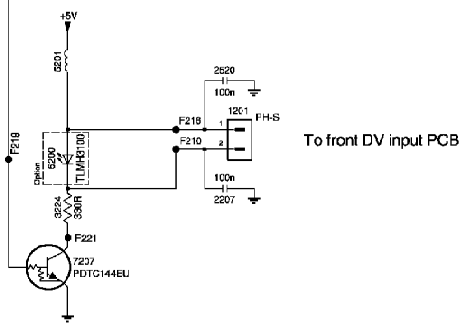 +5V
5201
2520
100n
1201
PH-S
F218
1
F219
F210
2
To front DV input PCB
Option
6200
TLMH3100
100n
2207
3224
330R
F221
7207
PDTC144EU